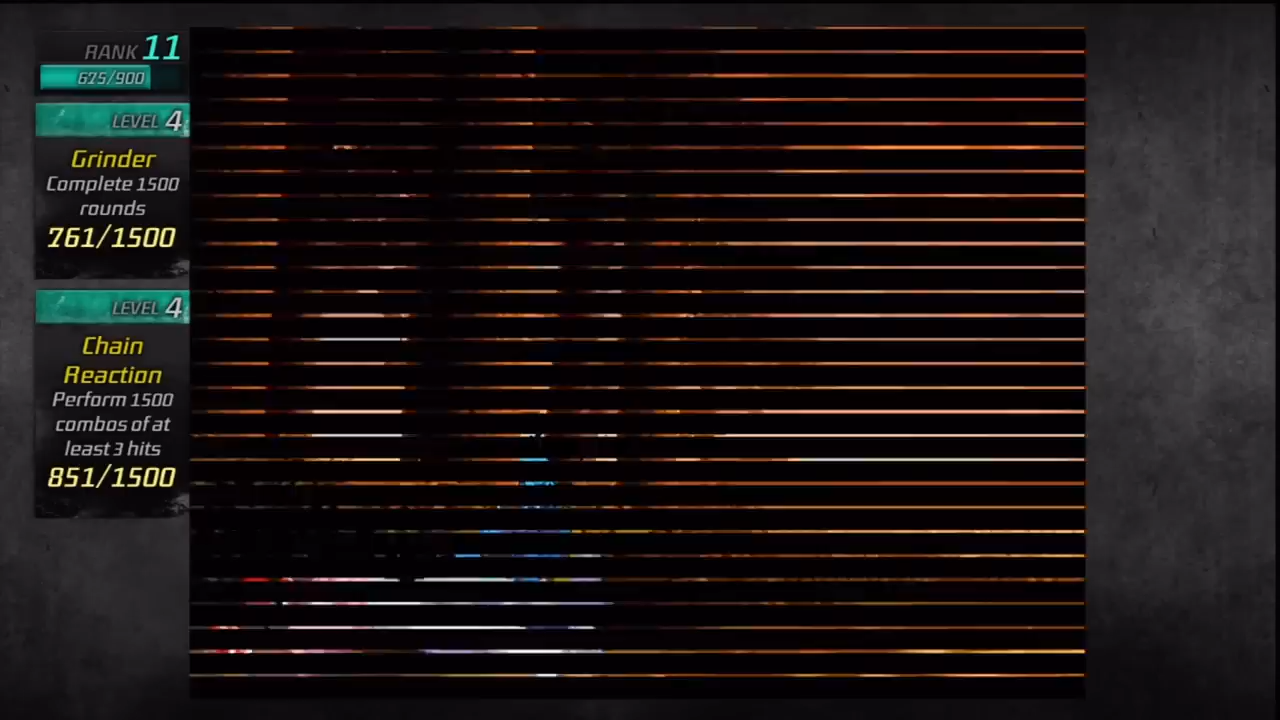 RANK 11
675/900
LEVEL 4
Grinder
Complete 1500
rounds
761/1500
LEVEL 4
Chain
Reaction
Perform 1500
combos of at
least 3 hits
851/1500